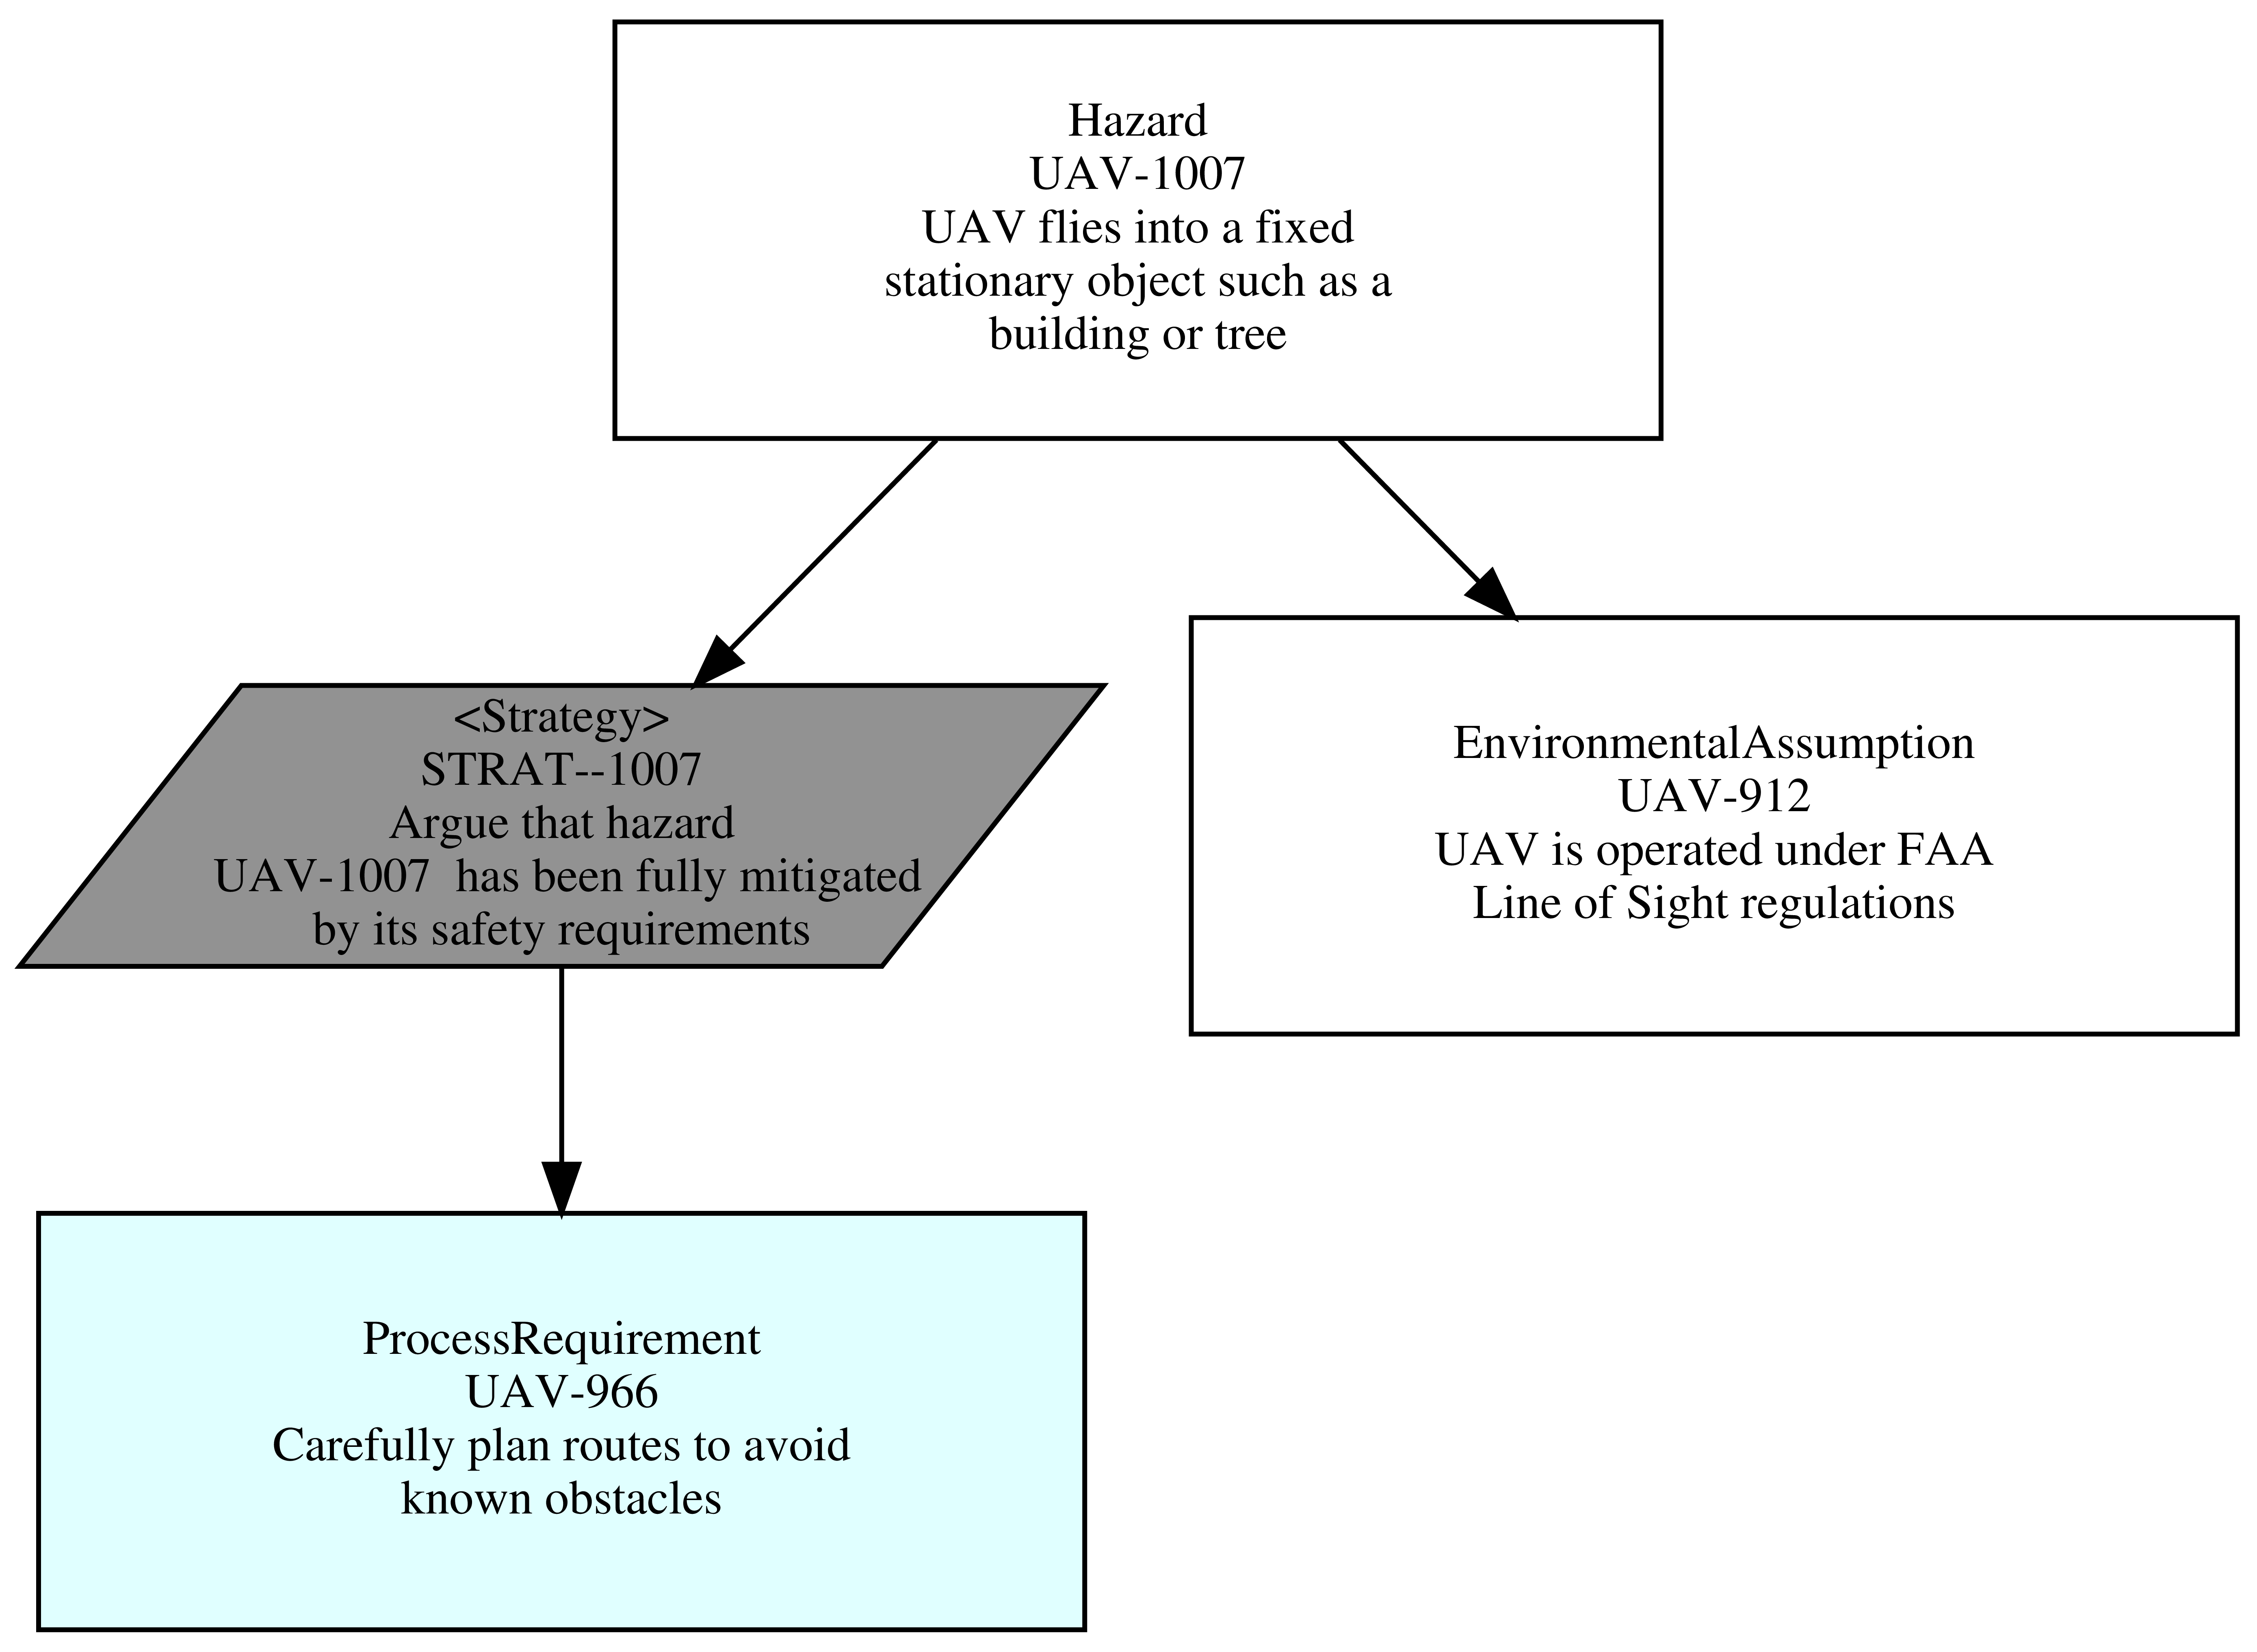 Hazard
UAV-1007
UAV flies into a fixed
stationary object such as a
building or tree
<Strategy>
STRAT--1007
Argue that hazard
UAV-1007  has been fully mitigated
by its safety requirements
EnvironmentalAssumption
UAV-912
UAV is operated under FAA
Line of Sight regulations
ProcessRequirement
UAV-966
Carefully plan routes to avoid
known obstacles